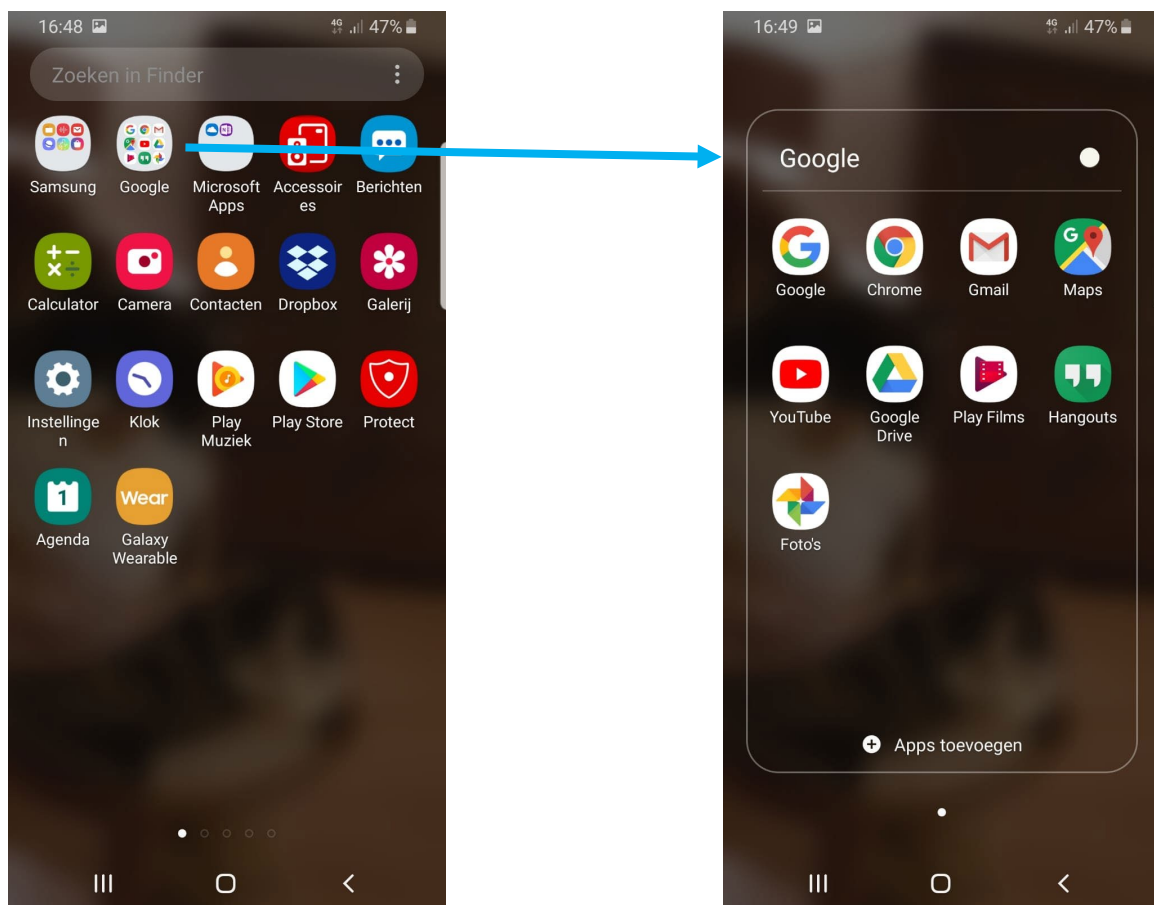 16:48 4G 47%
Zoeken in Finder
Samsung Google Microsoft Apps Accessoir es Berichten
Calculator Camera Contacten Dropbox Galerij
Instellinge n Klok Play Muziek Play Store Protect
1 Wear
Agenda Galaxy Wearable
16:49 4G 47%
Google
G
Google Chrome Gmail Maps
YouTube Google Drive Play Films Hangouts
Foto's
Apps toevoegen